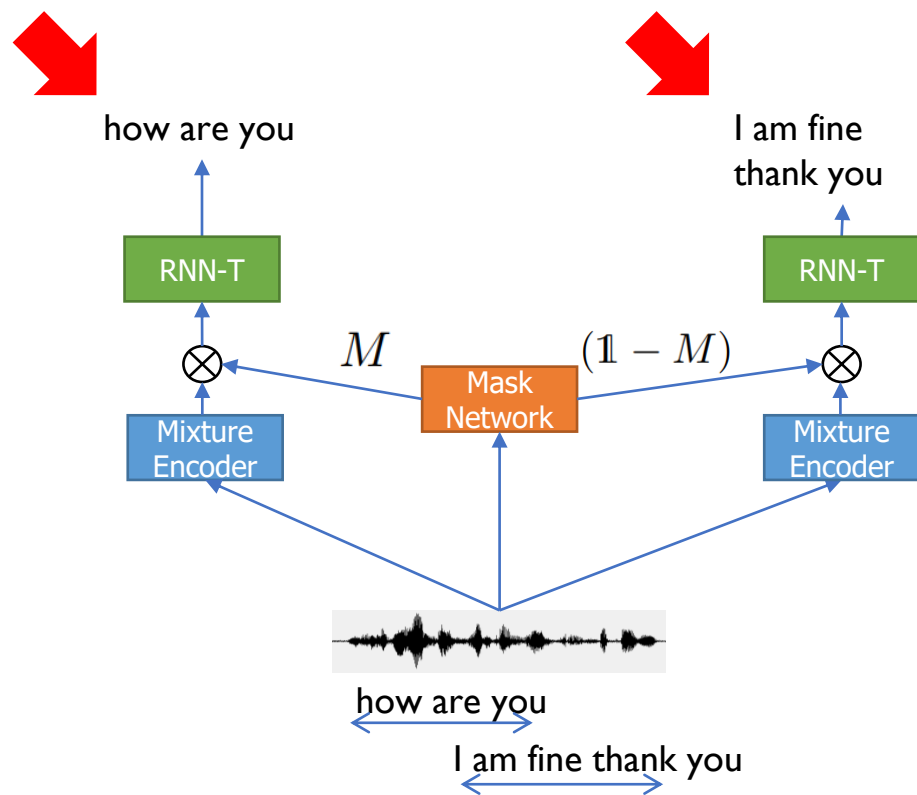 how are you
I am fine
thank you
RNN-T
RNN-T
M
(𝟙 − M)
Mask
Network
Mixture
Encoder
Mixture
Encoder
how are you
I am fine thank you